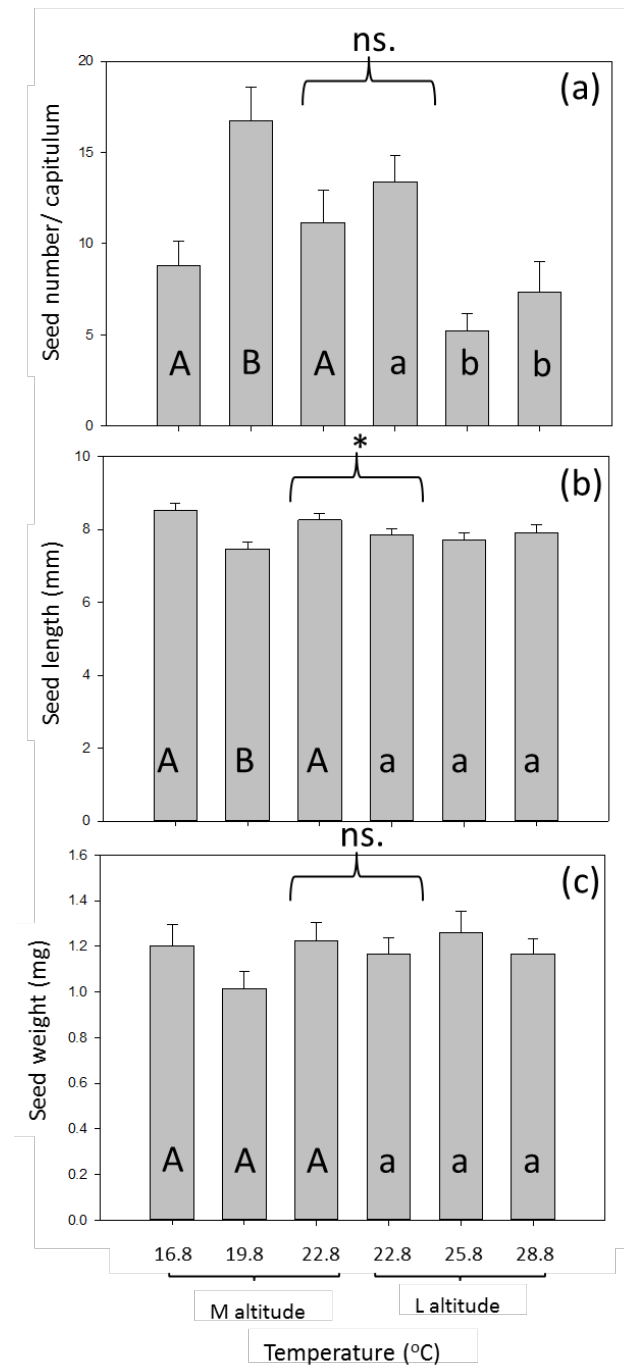 ns.
(a)
20
15
10
5
0
Seed number/ capitulum
A B A a b b
*
(b)
10
8
6
4
2
0
Seed length (mm)
A B A a a a
ns.
(c)
1.6
1.4
1.2
1.0
0.8
0.6
0.4
0.2
0.0
Seed weight (mg)
A A A a a a
16.8 19.8 22.8 22.8 25.8 28.8
M altitude L altitude
Temperature (°C)